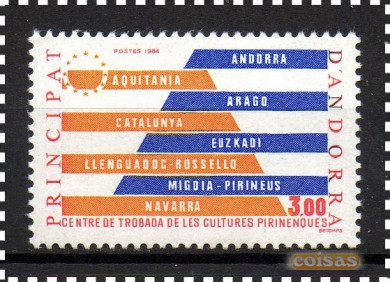 POSTES 1984
PRINCIPAT
D'ANDORRA
ANDORRA
AQUITANIA
ARAGO
CATALUNYA
EUZKADI
LLENGUADOC-ROSSELLO
MIGDIA-PIRINEUS
NAVARRA
3,00
CENTRE DE TROBADA DE LES CULTURES PIRINENQUES
coisas